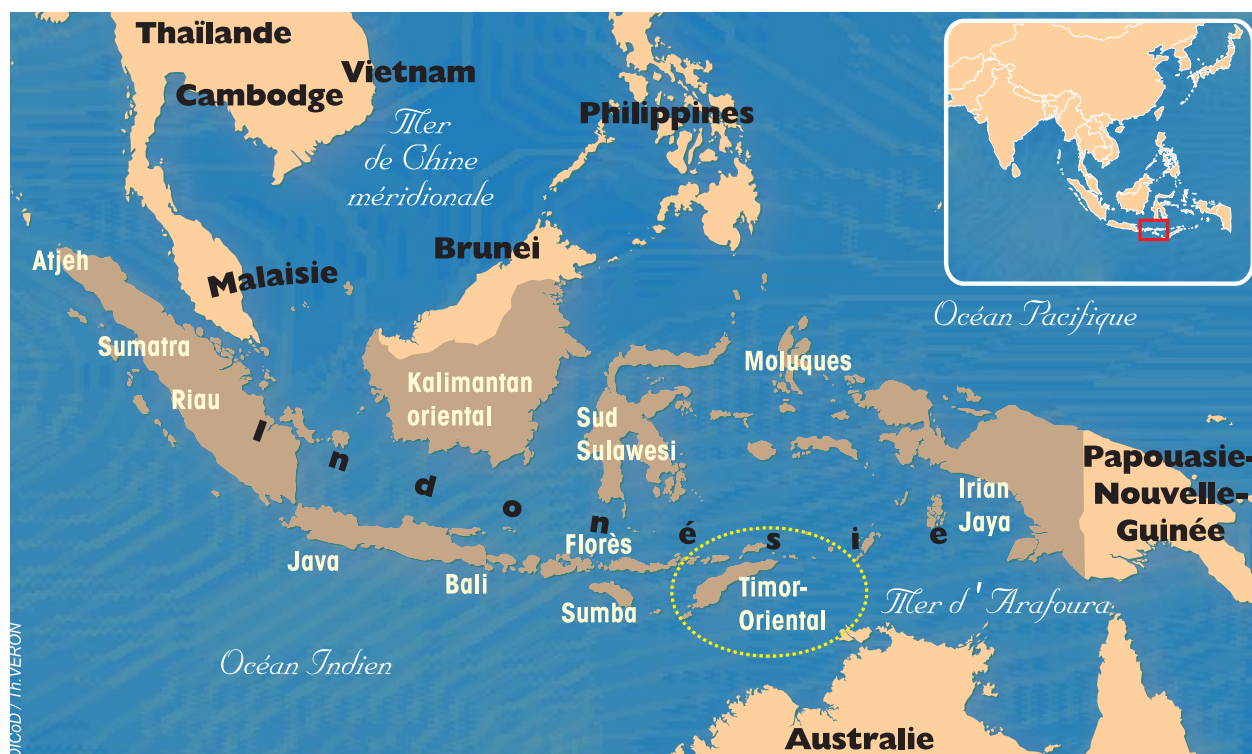 Thaïlande
Vietnam
Cambodge
Mer
de Chine
méridionale
Philippines
Brunei
Atjeh
Malaisie
Océan Pacifique
Sumatra
Moluques
Riau
Kalimantan
oriental
Sud
Sulawesi
Indonésie
Papouasie-
Nouvelle-
Guinée
Irian
Jaya
Java
Florès
Bali
Sumba
Timor-
Oriental
Mer d'Arafoura
Océan Indien
Australie
DICoD / Th.VERON